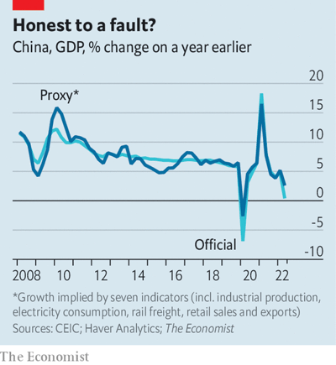 Honest to a fault?
China, GDP, % change on a year earlier
20
Proxy*
15
10
5
0
-5
Official
-10
2008 10 12 14 16 18 20 22
*Growth implied by seven indicators (incl. industrial production,
electricity consumption, rail freight, retail sales and exports)
Sources: CEIC; Haver Analytics; The Economist
The Economist